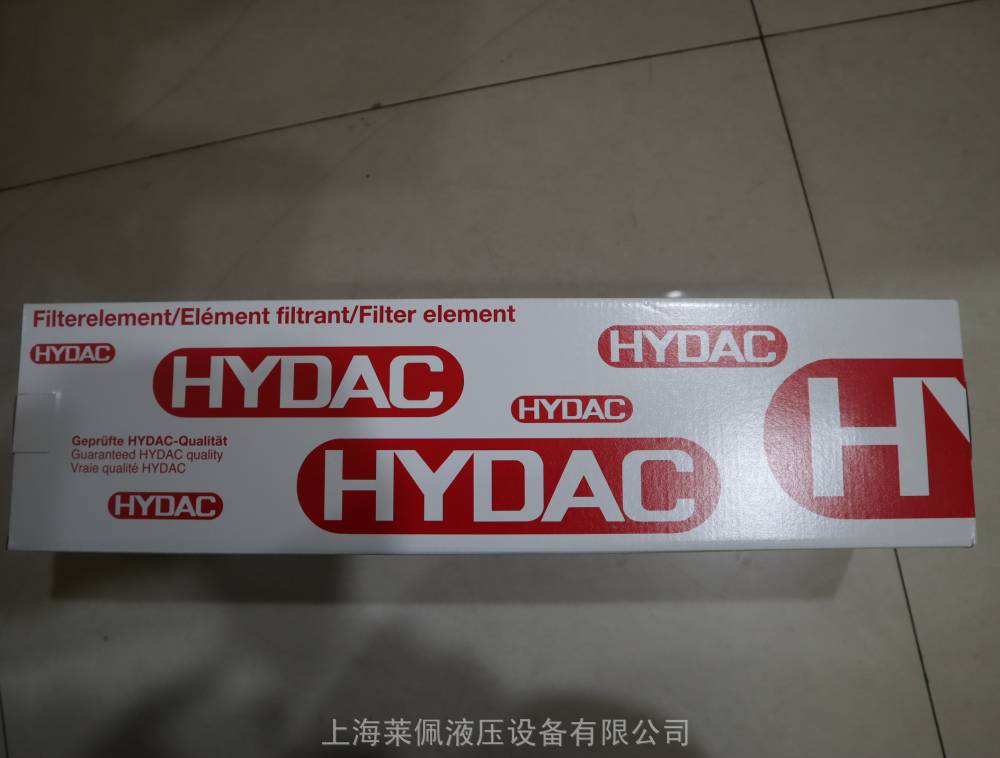 Filterelement/Elément filtrant/Filter element
HYDAC
HYDAC
HYDAC
HYDAC
Geprüfte HYDAC-Qualität
Guaranteed HYDAC quality
Vraie qualité HYDAC
HYDAC
HYDAC
HY
上海莱佩液压设备有限公司